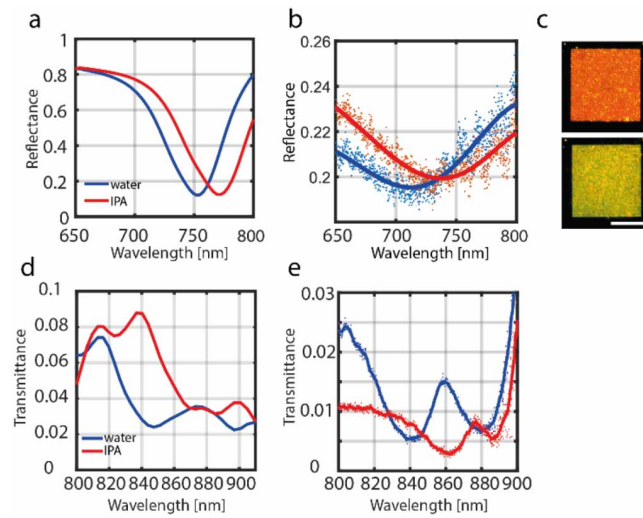 a
1
0.8
0.6
0.4
0.2
0
Reflectance
water
IPA
650 700 750 800
Wavelength [nm]
b
0.26
0.24
0.22
0.2
Reflectance
650 700 750 800
Wavelength [nm]
c
d
0.1
0.08
0.06
0.04
0.02
0
Transmittance
water
IPA
800 820 840 860 880 900
Wavelength [nm]
e
0.03
0.02
0.01
0
Transmittance
800 820 840 860 880 900
Wavelength [nm]